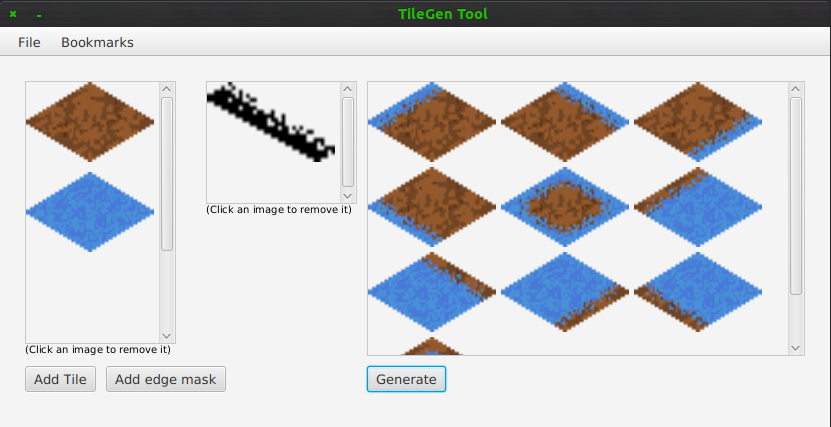 TileGen Tool
File Bookmarks
(Click an image to remove it)
(Click an image to remove it)
Add Tile Add edge mask Generate